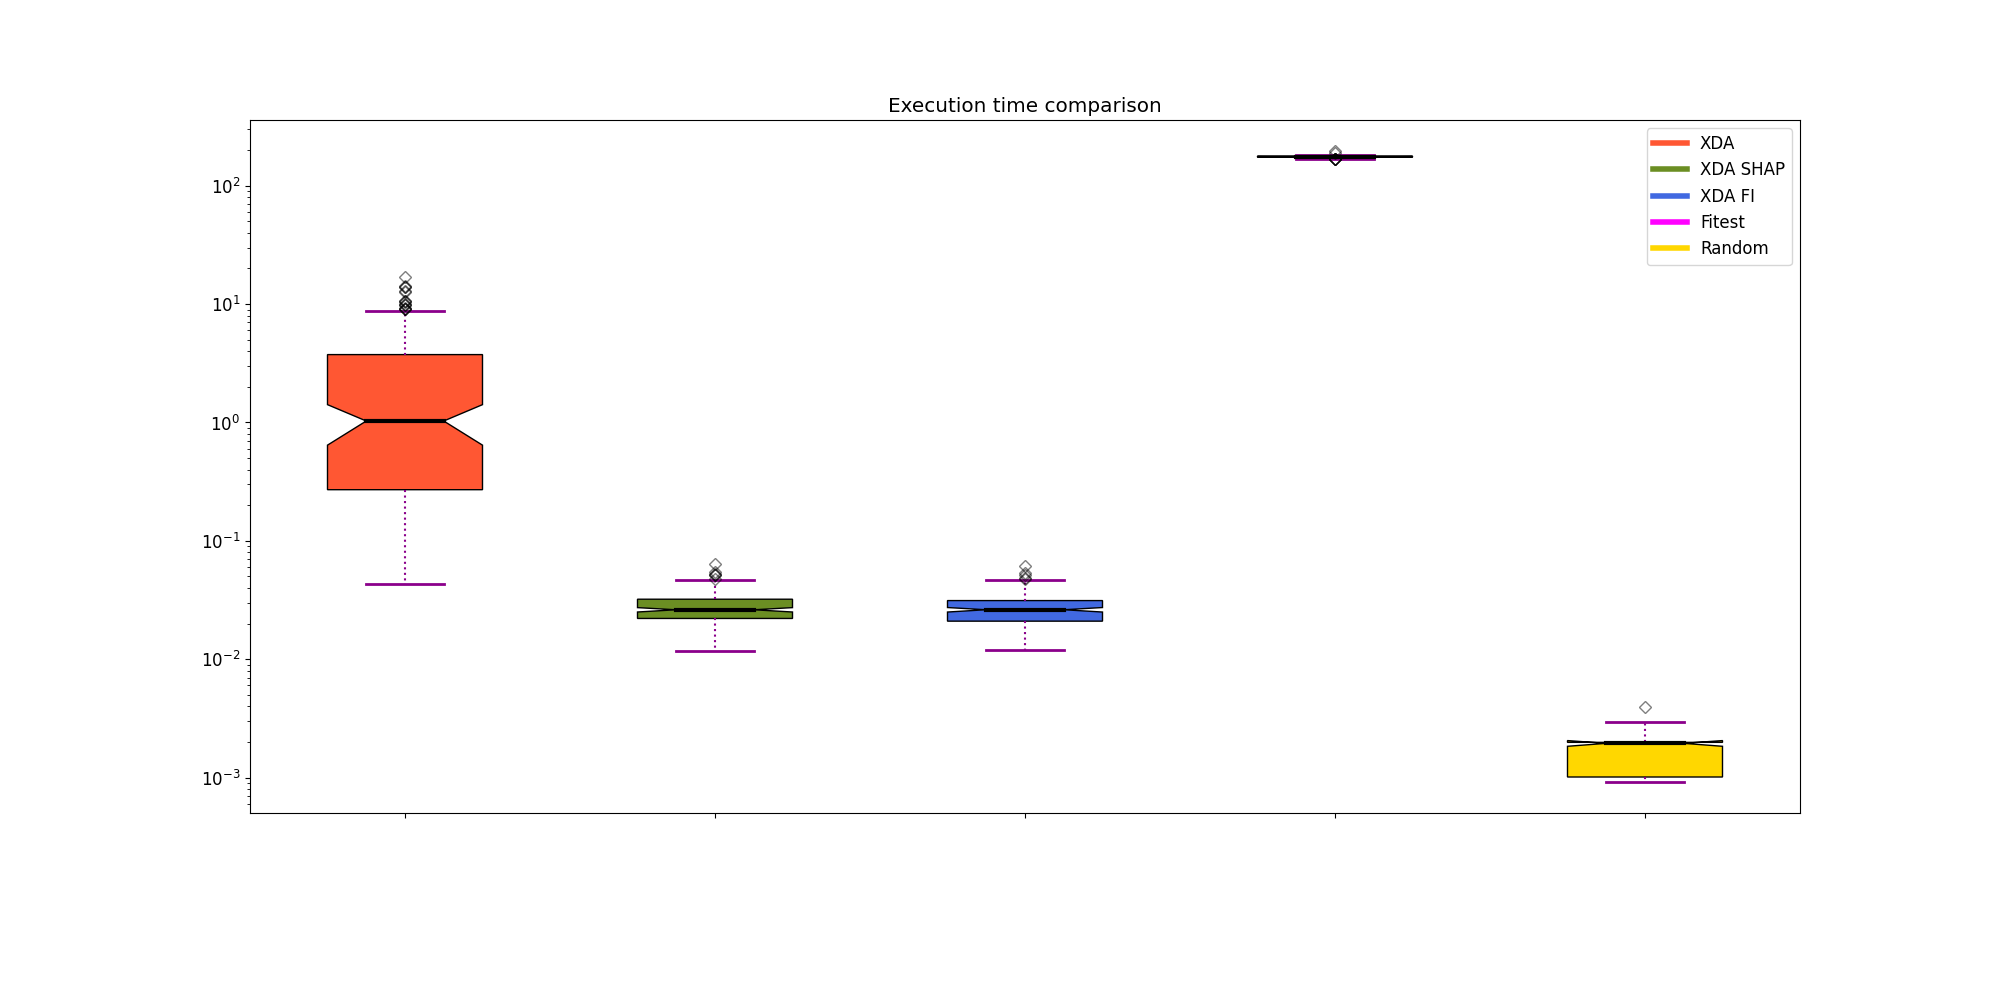 Execution time comparison
XDA
XDA SHAP
XDA FI
Fitest
Random
10²
10¹
10⁰
10⁻¹
10⁻²
10⁻³